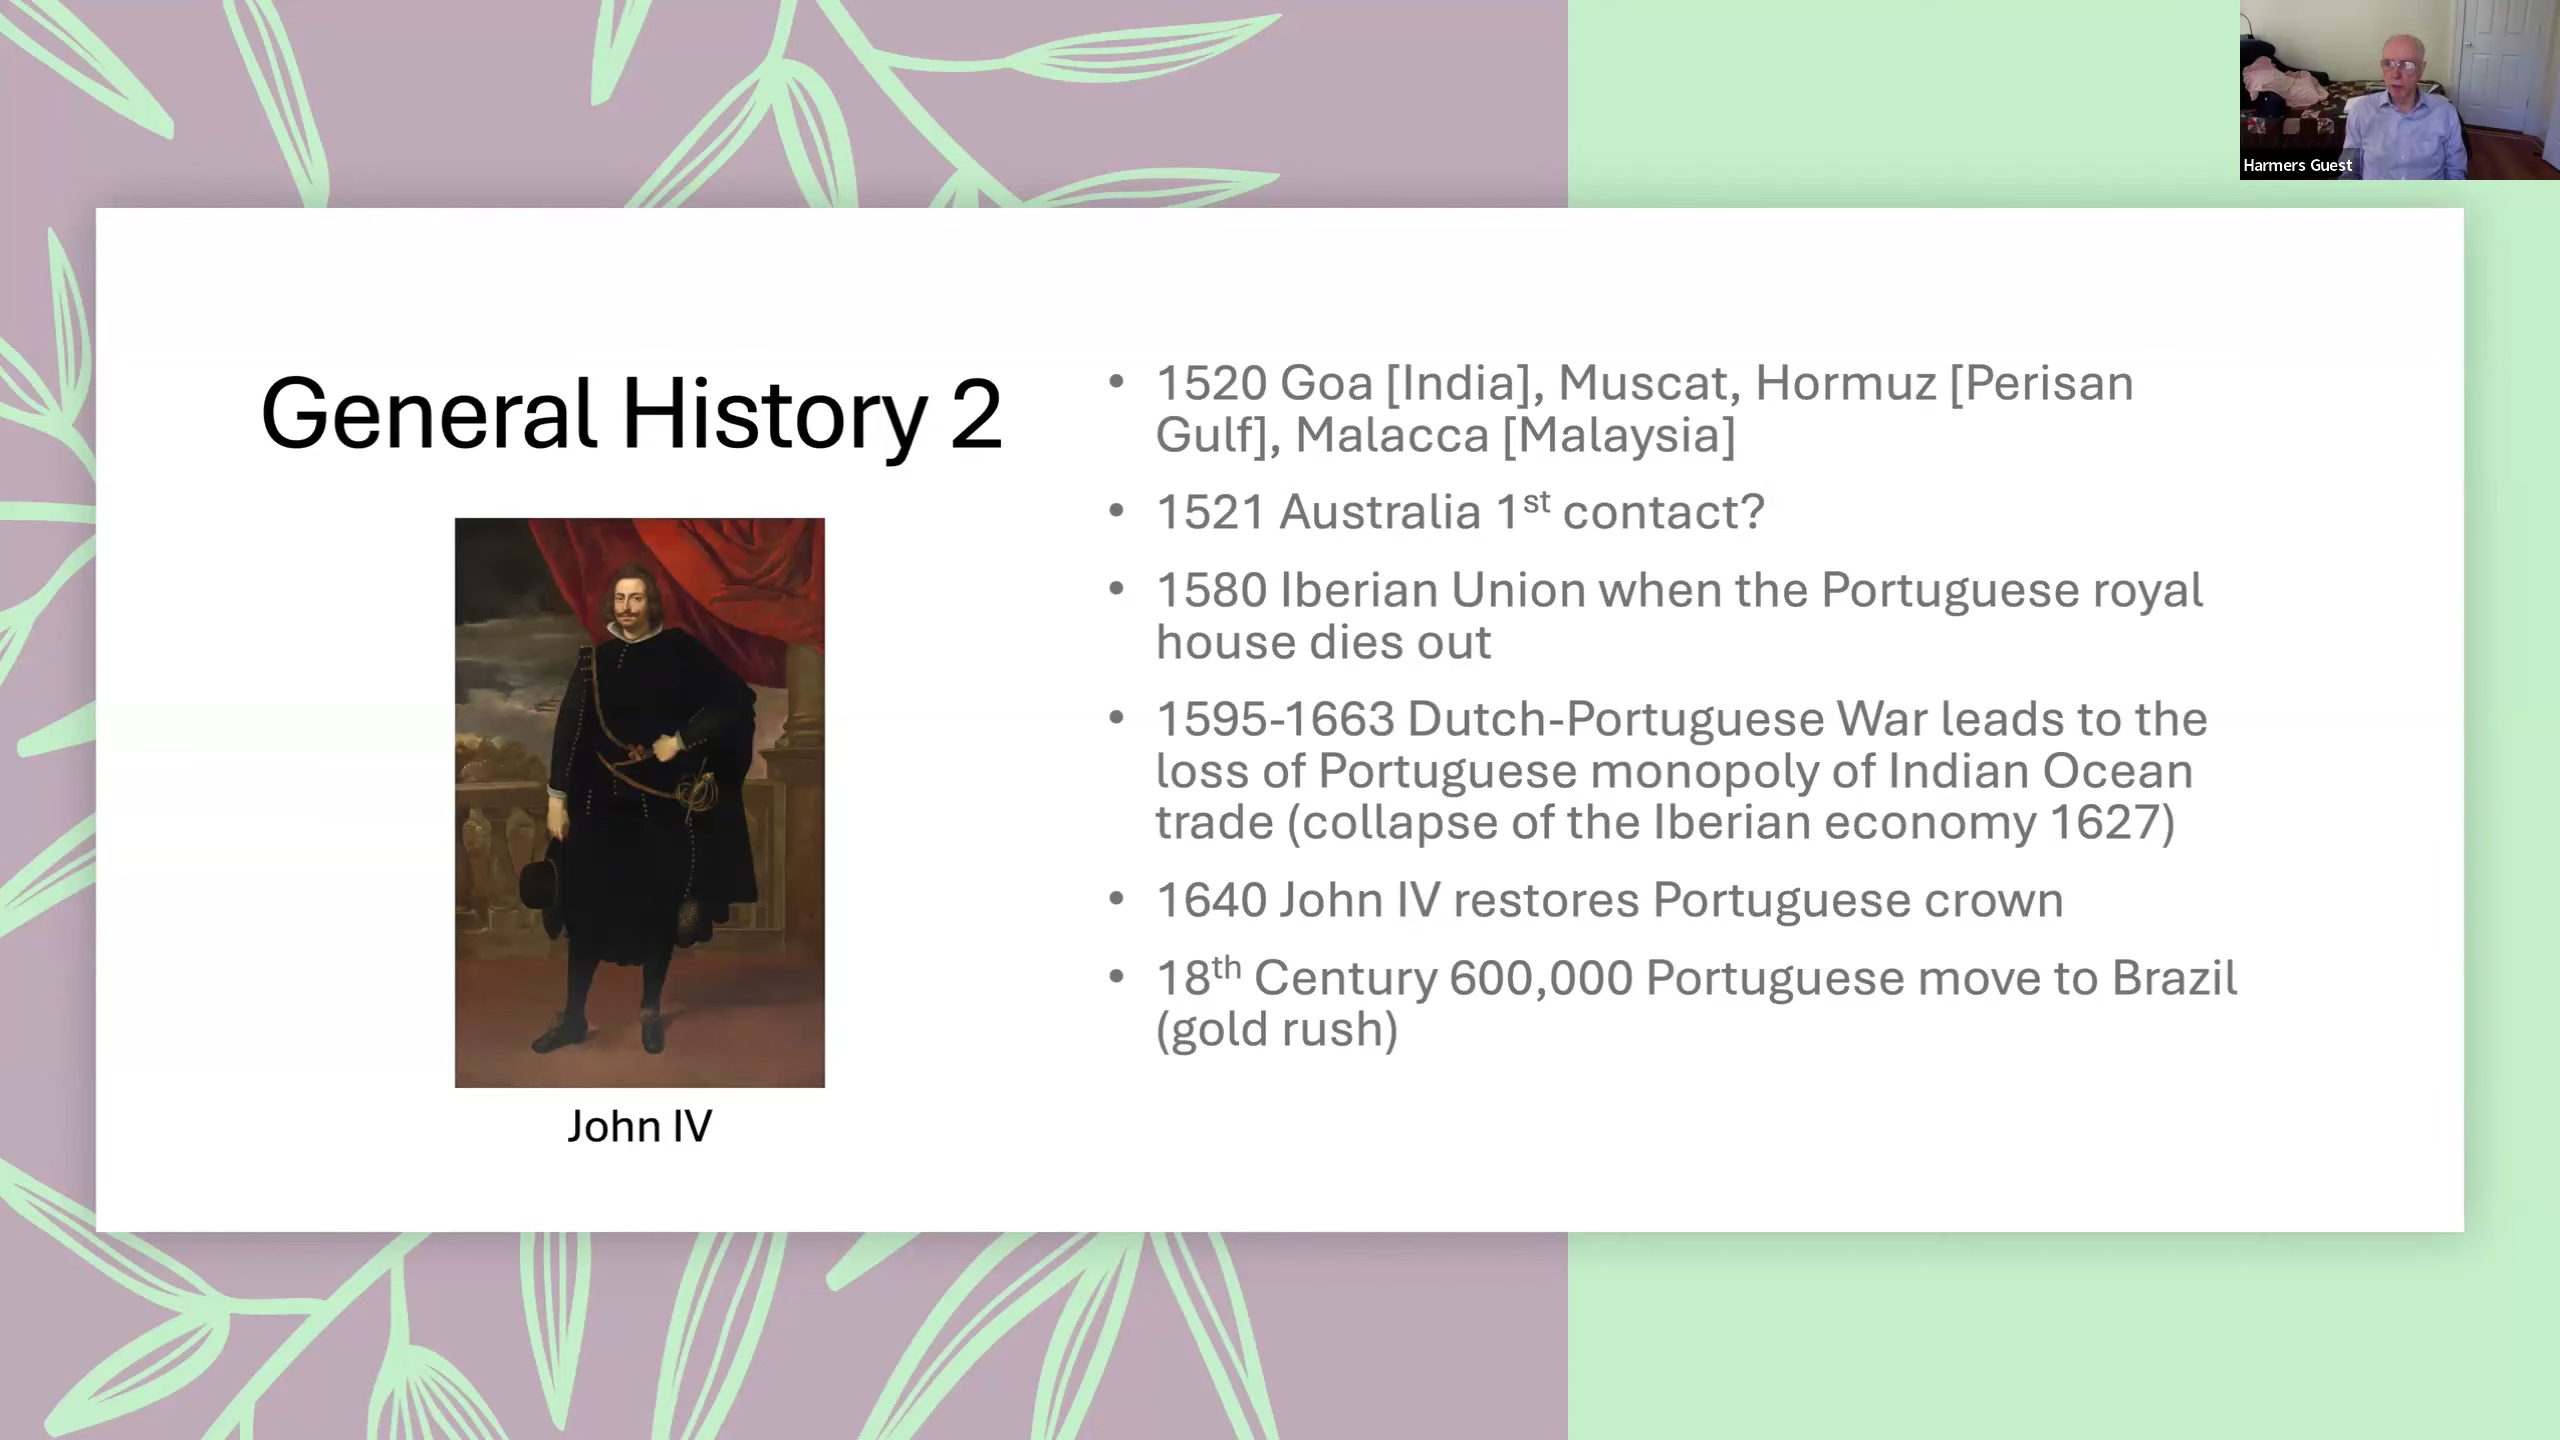 Harmers Guest
General History 2
John IV
• 1520 Goa [India], Muscat, Hormuz [Perisan
Gulf], Malacca [Malaysia]
• 1521 Australia 1st contact?
• 1580 Iberian Union when the Portuguese royal
house dies out
• 1595-1663 Dutch-Portuguese War leads to the
loss of Portuguese monopoly of Indian Ocean
trade (collapse of the Iberian economy 1627)
• 1640 John IV restores Portuguese crown
• 18th Century 600,000 Portuguese move to Brazil
(gold rush)